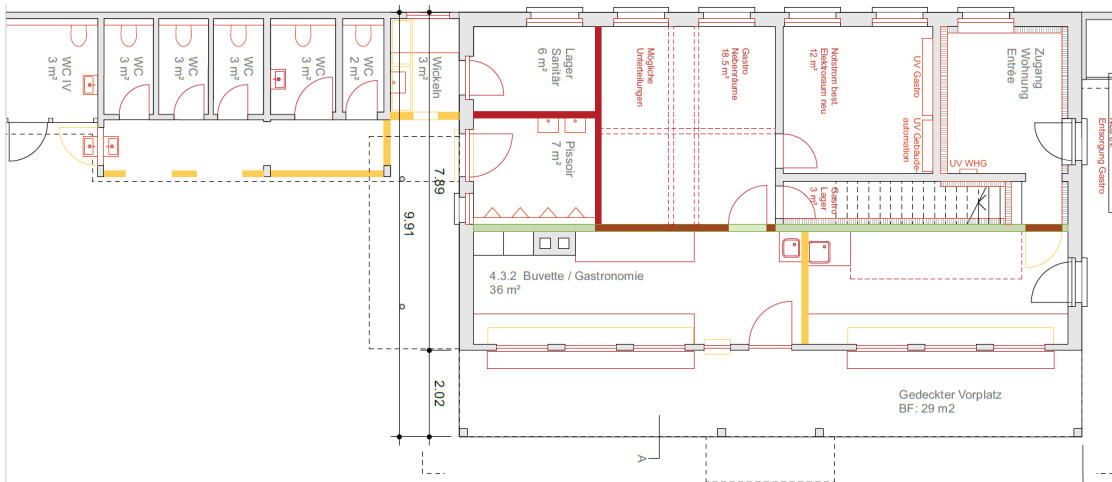 WC IV
3 m²
WC
3 m²
WC
3 m²
WC
3 m²
WC
3 m²
WC
2 m²
Wickeln
3 m²
Lager
Sanitär
6 m²
Mögliche
Unterteilungen
Gastro
Nebenräume
18.5 m²
Notstrom best.
Elektroraum neu
12 m²
UV Gastro
UV Gebäude-
automation
Zugang
Wohnung
Entrée
UV WHG
Entsorgung Gastro
Pissoir
7 m²
Gastro
Lager
3 m²
7.89
9.91
2.02
4.3.2 Buvette / Gastronomie
36 m²
Gedeckter Vorplatz
BF: 29 m2
A